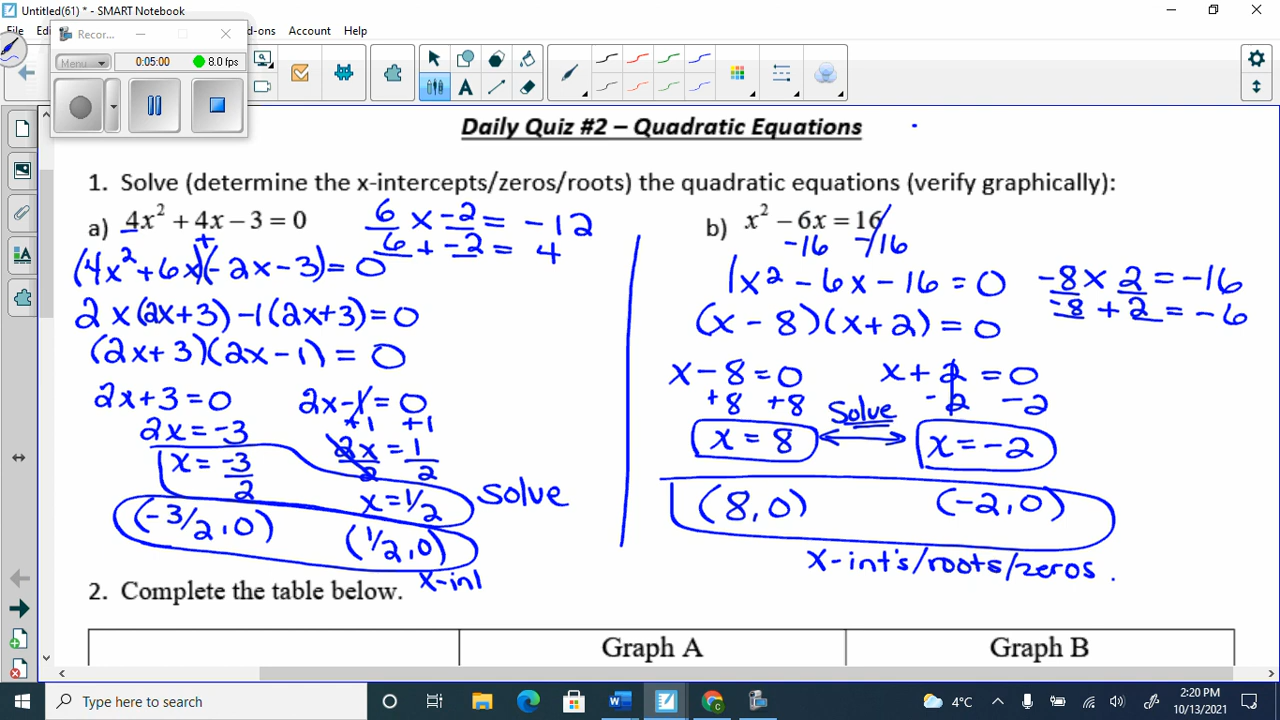 Untitled(61) * - SMART Notebook
File Ed Add-ons Account Help
Recor...
Menu
0:05:00
8.0 fps
Daily Quiz #2 – Quadratic Equations
1. Solve (determine the x-intercepts/zeros/roots) the quadratic equations (verify graphically):
a) 4x² + 4x – 3 = 0
6 x -2 = -12
6 + -2 = 4
(4x² + 6x)+(-2x - 3) = 0
2x(2x+3) -1(2x+3) = 0
(2x+3)(2x-1) = 0
2x+3=0 2x-1=0
+1 +1
2x = -3 2x/2 = 1/2
x = -3/2
x = 1/2 Solve
(-3/2, 0) (1/2, 0)
x-int
b) x² – 6x = 16
-16 -16
1x² - 6x - 16 = 0
-8 x 2 = -16
-8 + 2 = -6
(x - 8)(x + 2) = 0
x - 8 = 0 x + 2 = 0
+8 +8 -2 -2
Solve
x = 8 x = -2
(8, 0) (-2, 0)
x-int's/roots/zeros.
2. Complete the table below.
Graph A Graph B
Type here to search
4°C
2:20 PM
10/13/2021